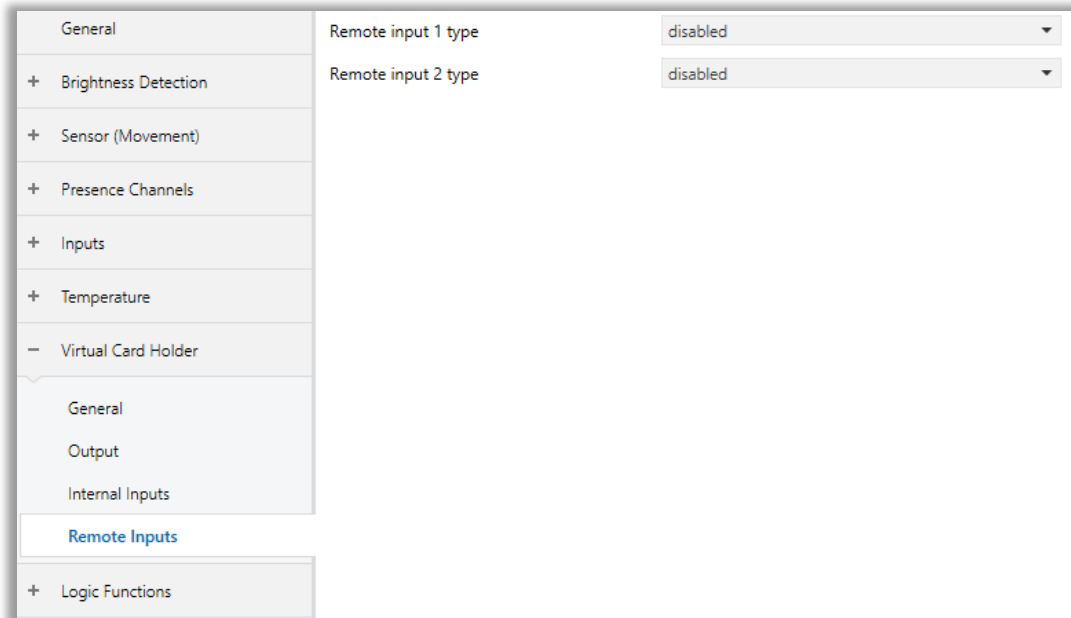 General
+ Brightness Detection
+ Sensor (Movement)
+ Presence Channels
+ Inputs
+ Temperature
− Virtual Card Holder
General
Output
Internal Inputs
Remote Inputs
+ Logic Functions
Remote input 1 type disabled
Remote input 2 type disabled